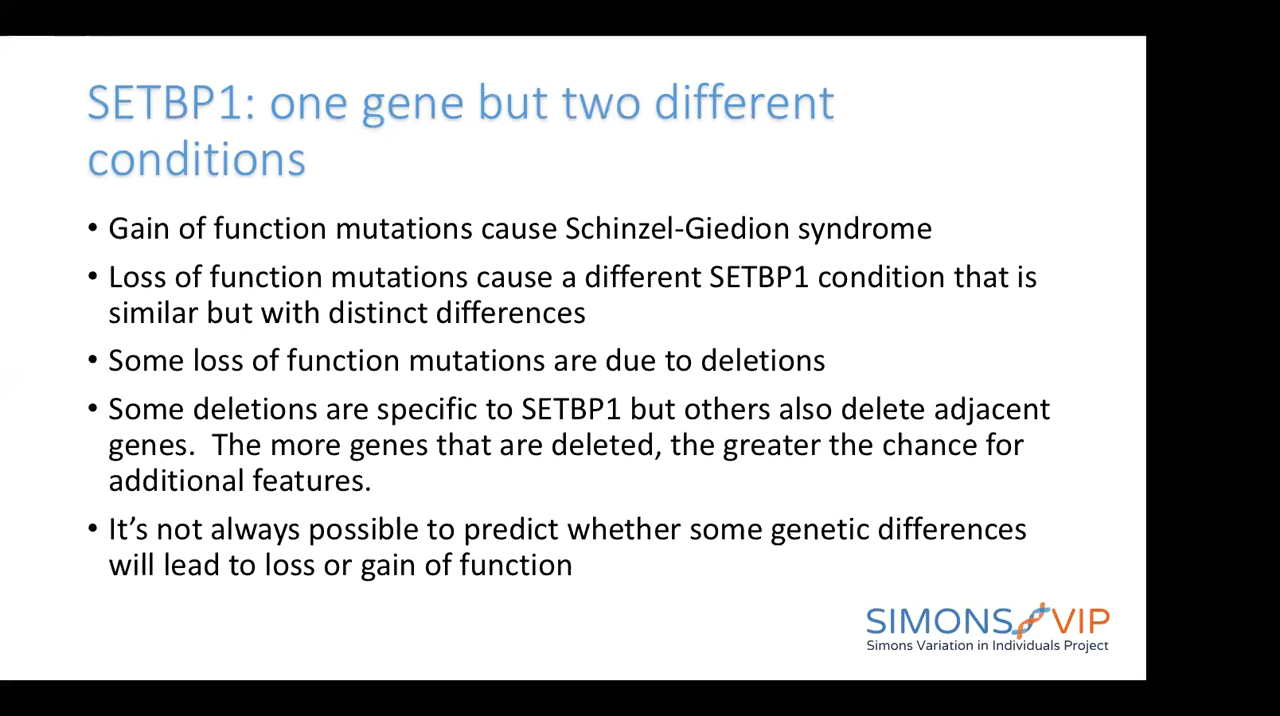 SETBP1: one gene but two different
conditions
• Gain of function mutations cause Schinzel-Giedion syndrome
• Loss of function mutations cause a different SETBP1 condition that is
similar but with distinct differences
• Some loss of function mutations are due to deletions
• Some deletions are specific to SETBP1 but others also delete adjacent
genes.  The more genes that are deleted, the greater the chance for
additional features.
• It’s not always possible to predict whether some genetic differences
will lead to loss or gain of function
SIMONS VIP
Simons Variation in Individuals Project